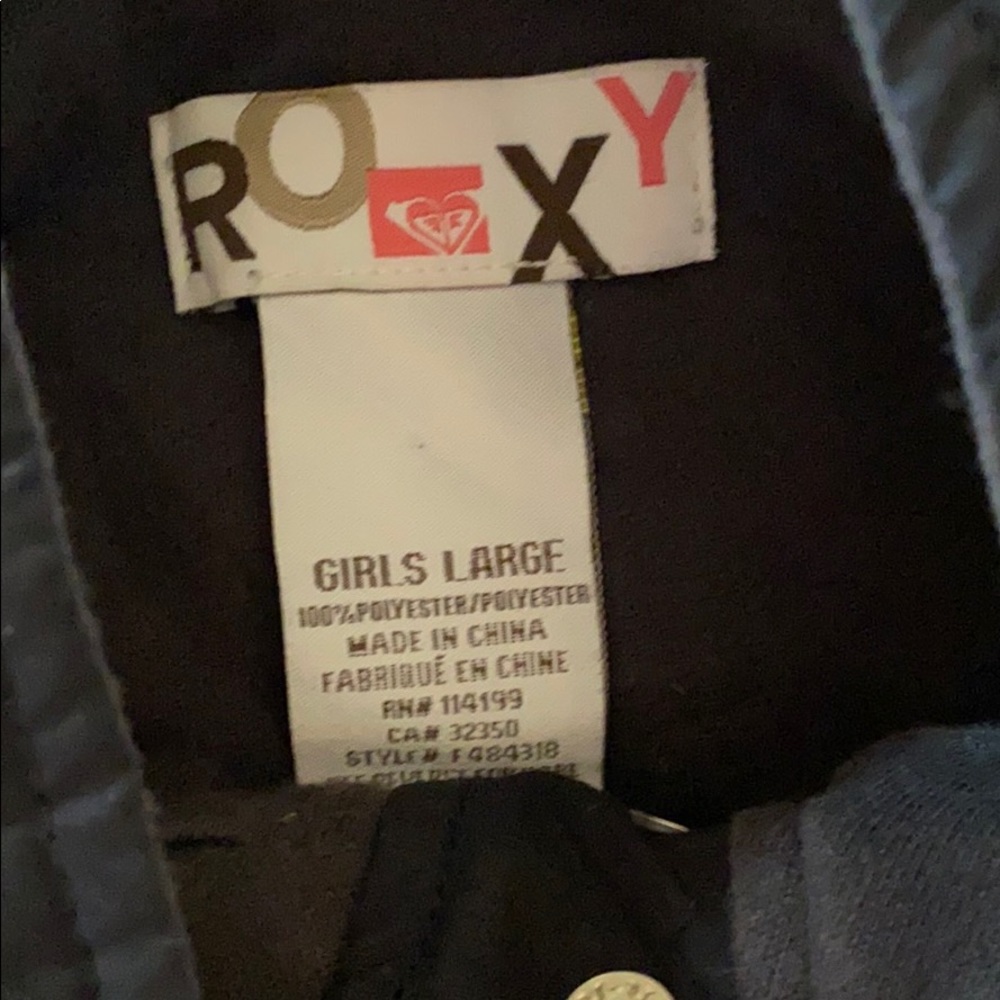 ROXY
GIRLS LARGE
100%POLYESTER/POLYESTER
MADE IN CHINA
FABRIQUÉ EN CHINE
RN# 114199
CA# 32350
STYLE# F484318